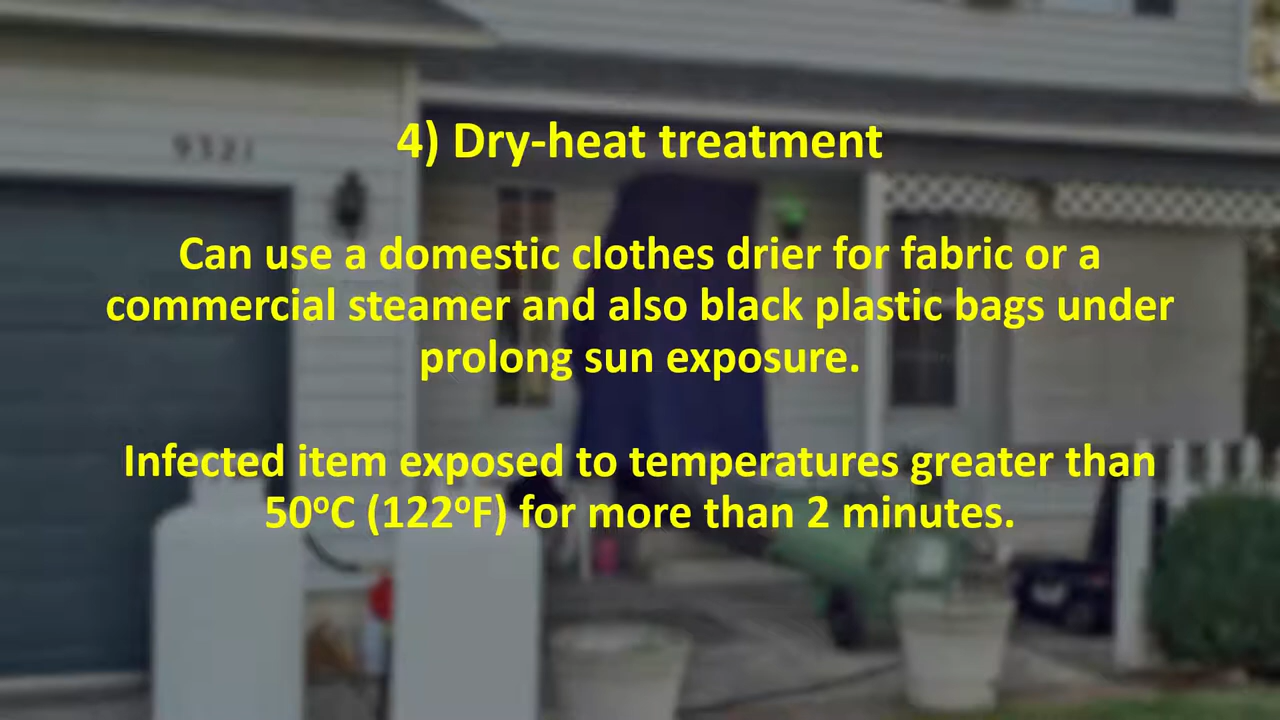 9321
4) Dry-heat treatment
Can use a domestic clothes drier for fabric or a
commercial steamer and also black plastic bags under
prolong sun exposure.
Infected item exposed to temperatures greater than
50ºC (122ºF) for more than 2 minutes.